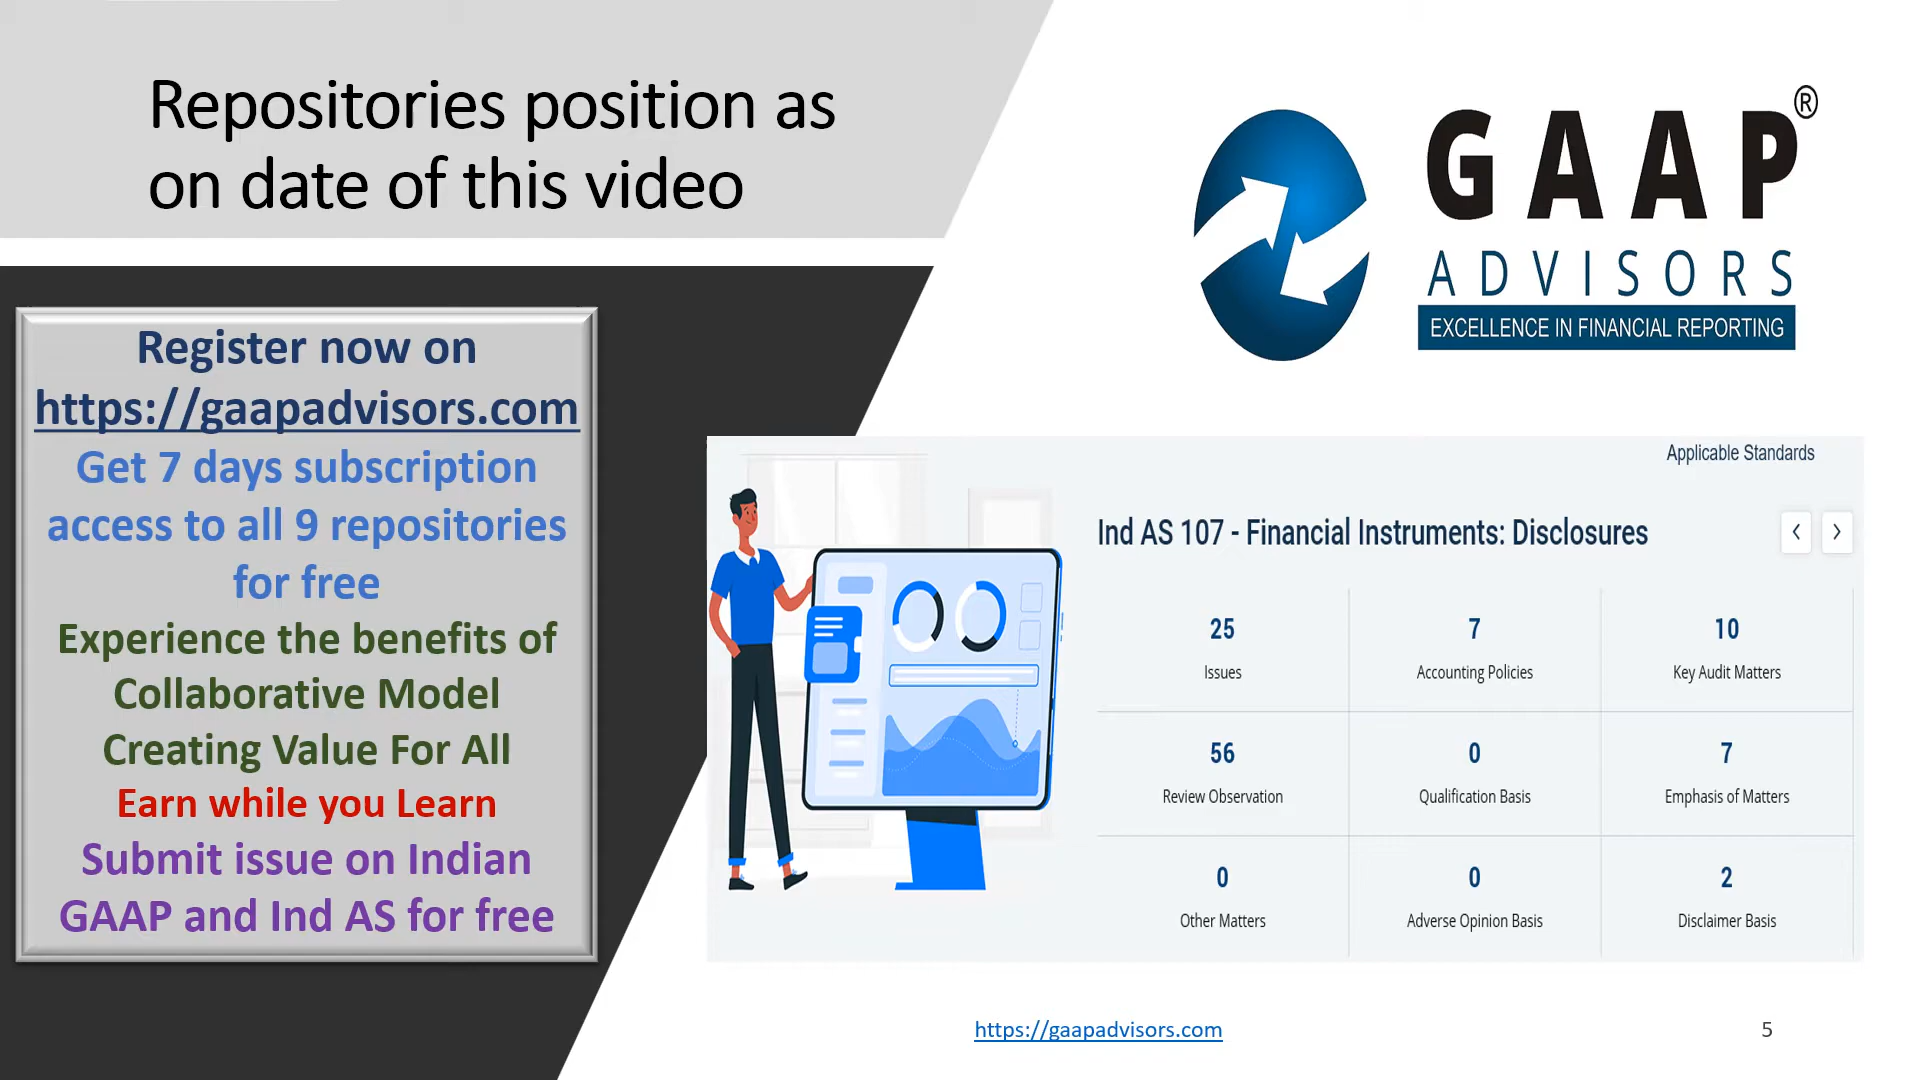 Repositories position as
on date of this video
GAAP®
ADVISORS
EXCELLENCE IN FINANCIAL REPORTING
Register now on
https://gaapadvisors.com
Get 7 days subscription
access to all 9 repositories
for free
Experience the benefits of
Collaborative Model
Creating Value For All
Earn while you Learn
Submit issue on Indian
GAAP and Ind AS for free
Applicable Standards
Ind AS 107 - Financial Instruments: Disclosures
25 7 10
Issues Accounting Policies Key Audit Matters
56 0 7
Review Observation Qualification Basis Emphasis of Matters
0 0 2
Other Matters Adverse Opinion Basis Disclaimer Basis
https://gaapadvisors.com 5